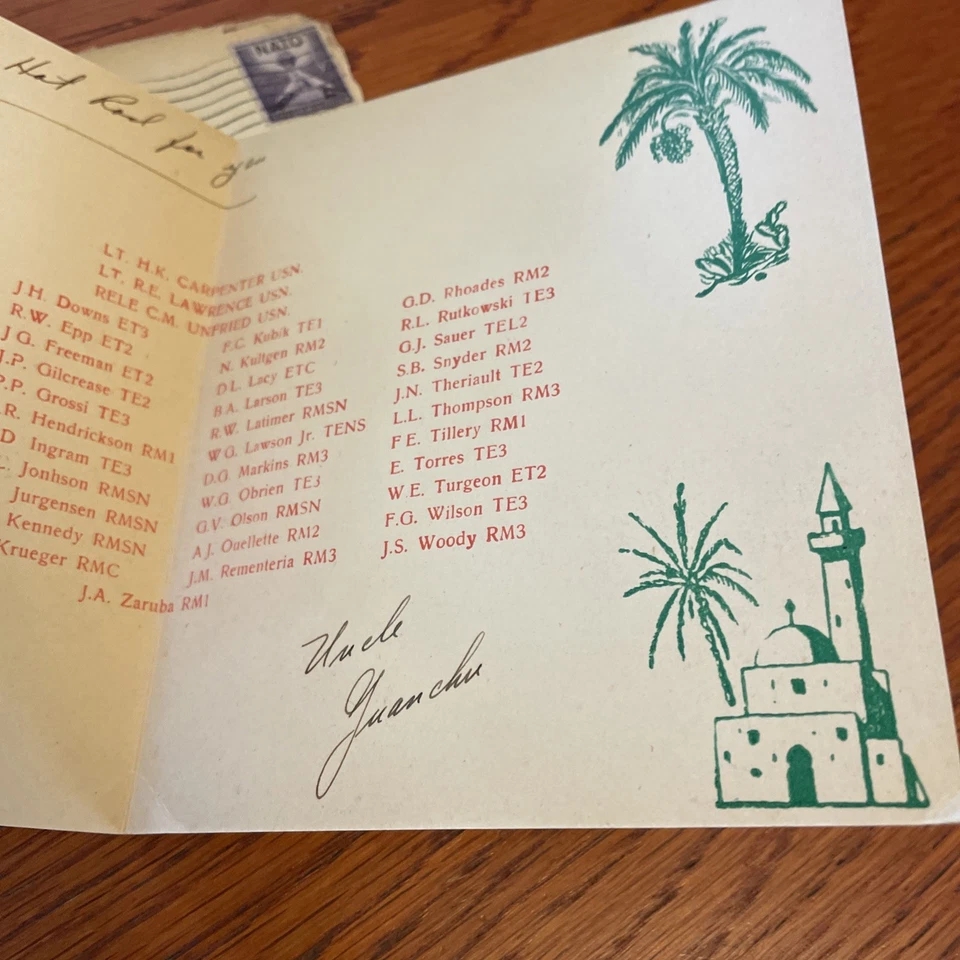 NATO
Hat Road for you
LT. H.K. CARPENTER USN.
LT. R.E. LAWRENCE USN.
RELE C.M. UNFRIED USN.
J.H. Downs ET3
R.W. Epp ET2
J G. Freeman ET2
J.P. Gilcrease TE2
P.P. Grossi TE3
R. Hendrickson RM1
D Ingram TE3
Jonhson RMSN
Jurgensen RMSN
Kennedy RMSN
Krueger RMC
F.C. Kubik TE1
N. Kultgen RM2
D.L. Lacy ETC
B.A. Larson TE3
R.W. Latimer RMSN
W G. Lawson Jr. TENS
D.G. Markins RM3
W.G. Obrien TE3
G.V. Olson RMSN
A J. Ouellette RM2
J.M. Rementeria RM3
G.D. Rhoades RM2
R.L. Rutkowski TE3
G.J. Sauer TEL2
S.B. Snyder RM2
J.N. Theriault TE2
L.L. Thompson RM3
F E. Tillery RM1
E. Torres TE3
W.E. Turgeon ET2
F.G. Wilson TE3
J.S. Woody RM3
J.A. Zaruba RM1
Uncle